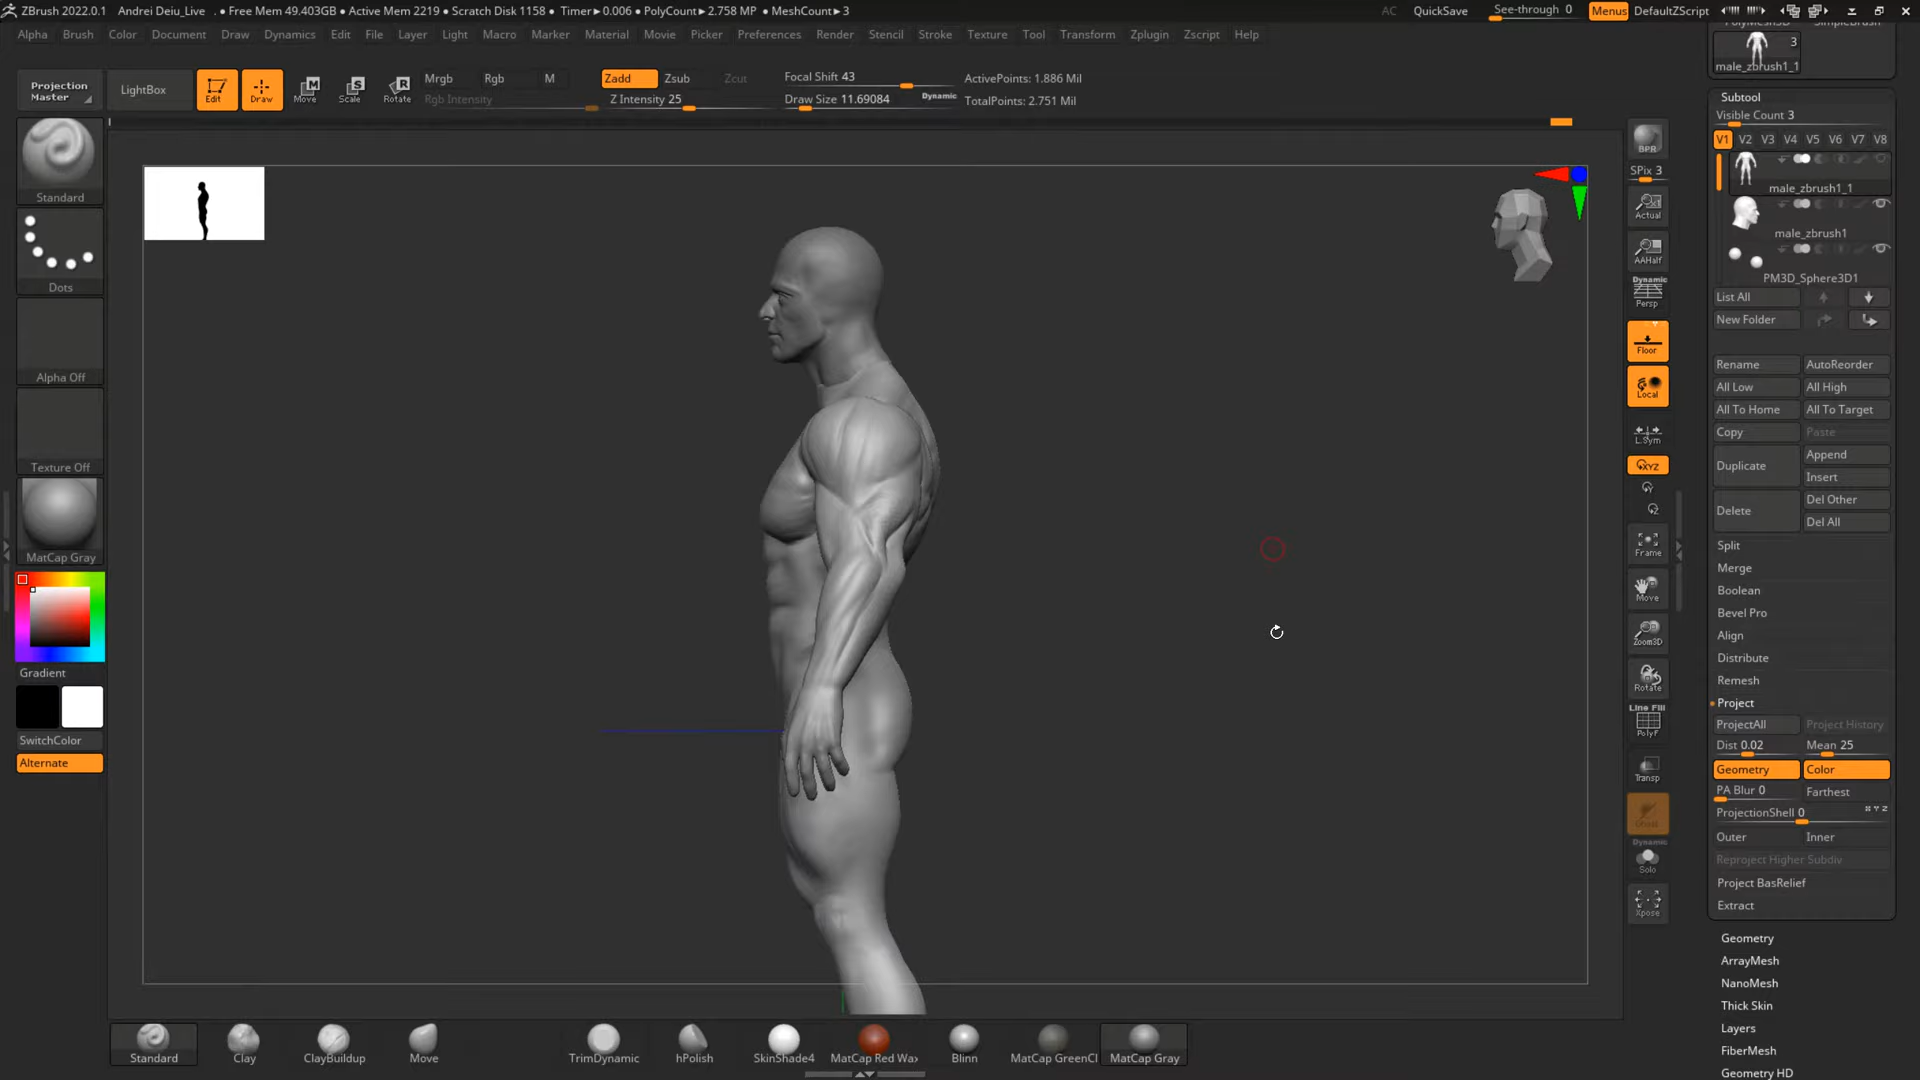 ZBrush 2022.0.1 Andrei Deiu_Live . • Free Mem 49.403GB • Active Mem 2219 • Scratch Disk 1158 • Timer▸0.006 • PolyCount▸2.758 MP • MeshCount▸3 AC QuickSave See-through 0 Menus DefaultZScript
Alpha Brush Color Document Draw Dynamics Edit File Layer Light Macro Marker Material Movie Picker Preferences Render Stencil Stroke Texture Tool Transform Zplugin Zscript Help
Projection Master
LightBox
Edit
Draw
Move
Scale
Rotate
Mrgb Rgb M
Rgb Intensity
Zadd Zsub Zcut
Z Intensity 25
Focal Shift 43
Draw Size 11.69084 Dynamic
ActivePoints: 1.886 Mil
TotalPoints: 2.751 Mil
Standard
Dots
Alpha Off
Texture Off
MatCap Gray
Gradient
SwitchColor
Alternate
BPR
SPix 3
Actual
AAHalf
Dynamic
Persp
Floor
Local
L.Sym
XYZ
Y
Z
Frame
Move
Zoom3D
Rotate
Line Fill
PolyF
Transp
Dynamic
Solo
Xpose
3
male_zbrush1_1
Subtool
Visible Count 3
V1 V2 V3 V4 V5 V6 V7 V8
male_zbrush1_1
male_zbrush1
PM3D_Sphere3D1
List All
New Folder
Rename AutoReorder
All Low All High
All To Home All To Target
Copy Paste
Duplicate Append
Insert
Delete Del Other
Del All
Split
Merge
Boolean
Bevel Pro
Align
Distribute
Remesh
Project
ProjectAll Project History
Dist 0.02 Mean 25
Geometry Color
PA Blur 0 Farthest
ProjectionShell 0 X Y Z
Outer Inner
Reproject Higher Subdiv
Project BasRelief
Extract
Geometry
ArrayMesh
NanoMesh
Thick Skin
Layers
FiberMesh
Geometry HD
Standard Clay ClayBuildup Move TrimDynamic hPolish SkinShade4 MatCap Red Wax Blinn MatCap GreenCl MatCap Gray